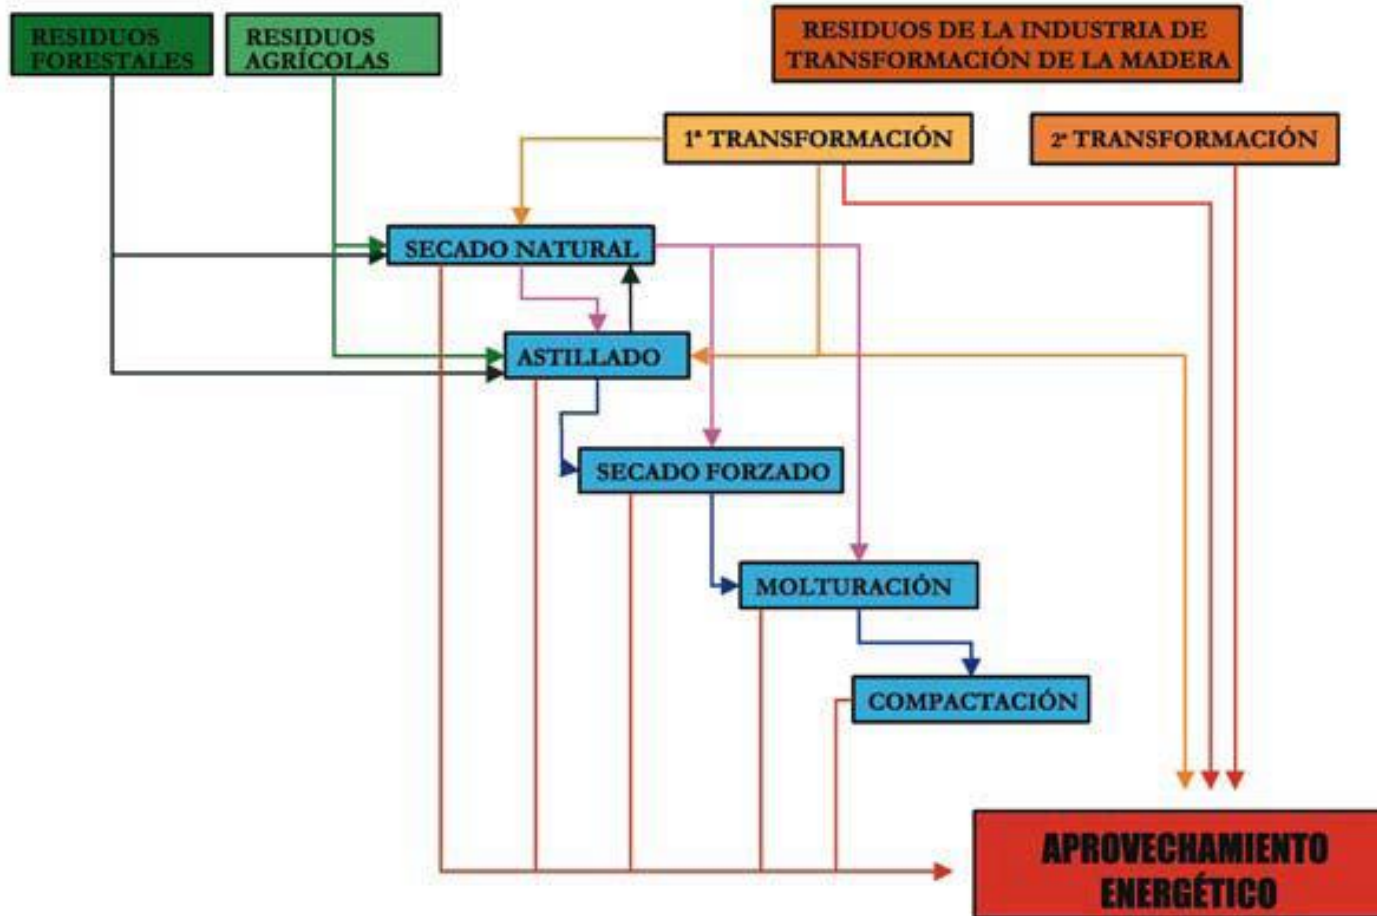 RESIDUOS
FORESTALES
RESIDUOS
AGRÍCOLAS
RESIDUOS DE LA INDUSTRIA DE
TRANSFORMACIÓN DE LA MADERA
1ª TRANSFORMACIÓN
2ª TRANSFORMACIÓN
SECADO NATURAL
ASTILLADO
SECADO FORZADO
MOLTURACIÓN
COMPACTACIÓN
APROVECHAMIENTO
ENERGÉTICO